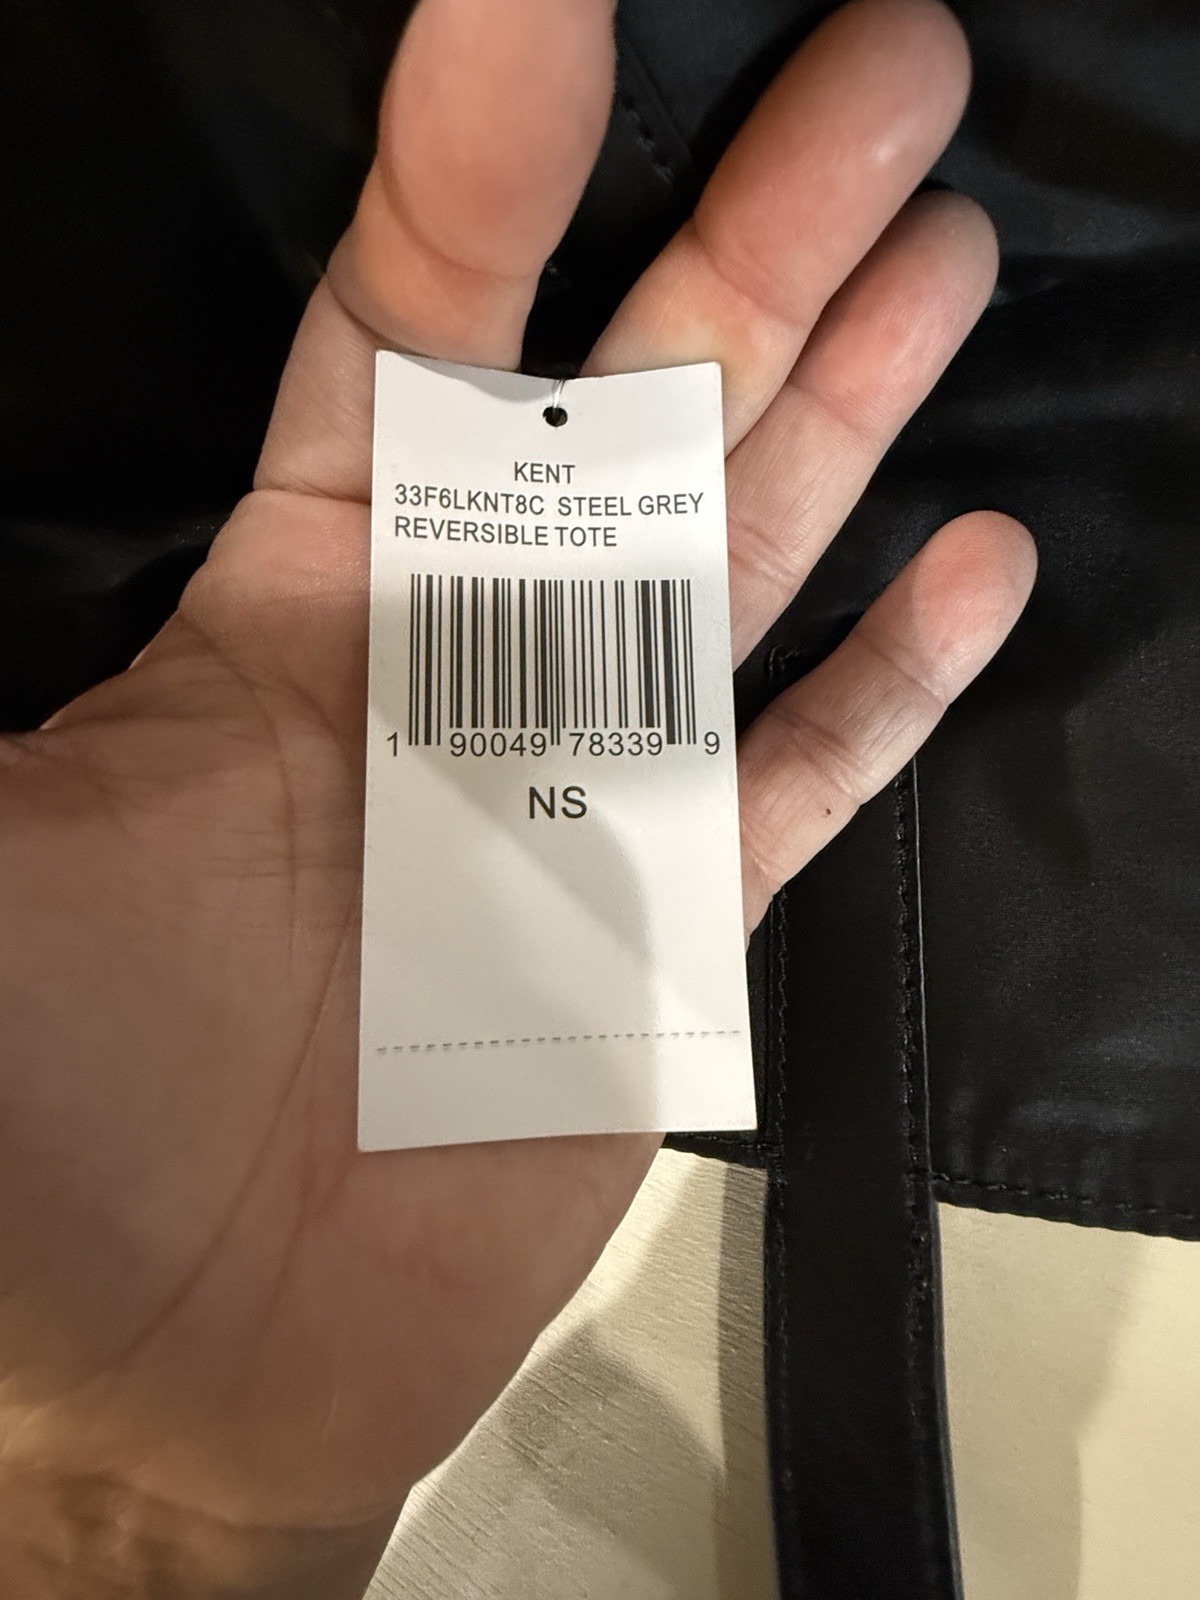 KENT
33F6LKNT8C STEEL GREY
REVERSIBLE TOTE
1 90049 78339 9
NS